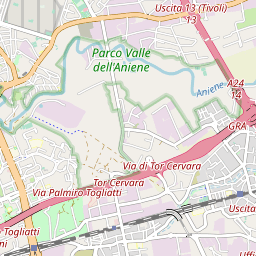 Uscita 13 (Tivoli)
13
Parco Valle
dell'Aniene
Aniene
A24
14
GRA
Via di Tor Cervara
Tor Cervara
Via Palmiro Togliatti
Togliatti
ni
Uscita
Uffi